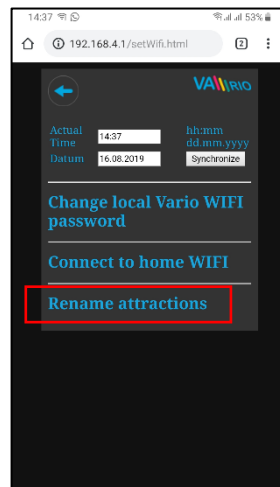 14:37 53%
192.168.4.1/setWifi.html 2
VARIO
Actual Time 14:37 hh:mm
dd.mm.yyyy
Datum 16.08.2019 Synchronize
Change local Vario WIFI
password
Connect to home WIFI
Rename attractions